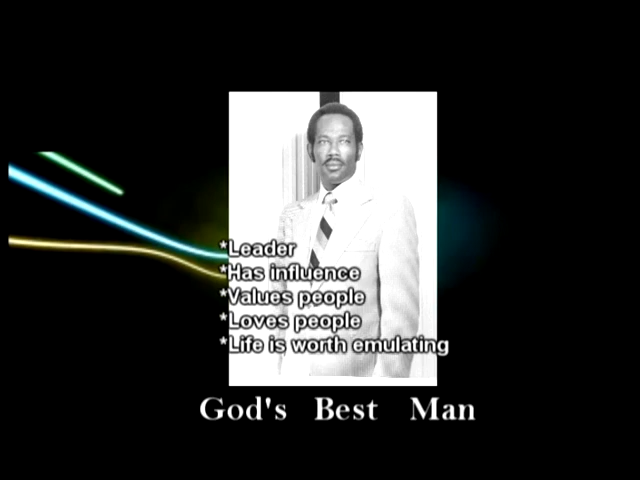 *Leader
*Has influence
*Values people
*Loves people
*Life is worth emulating
God's Best Man